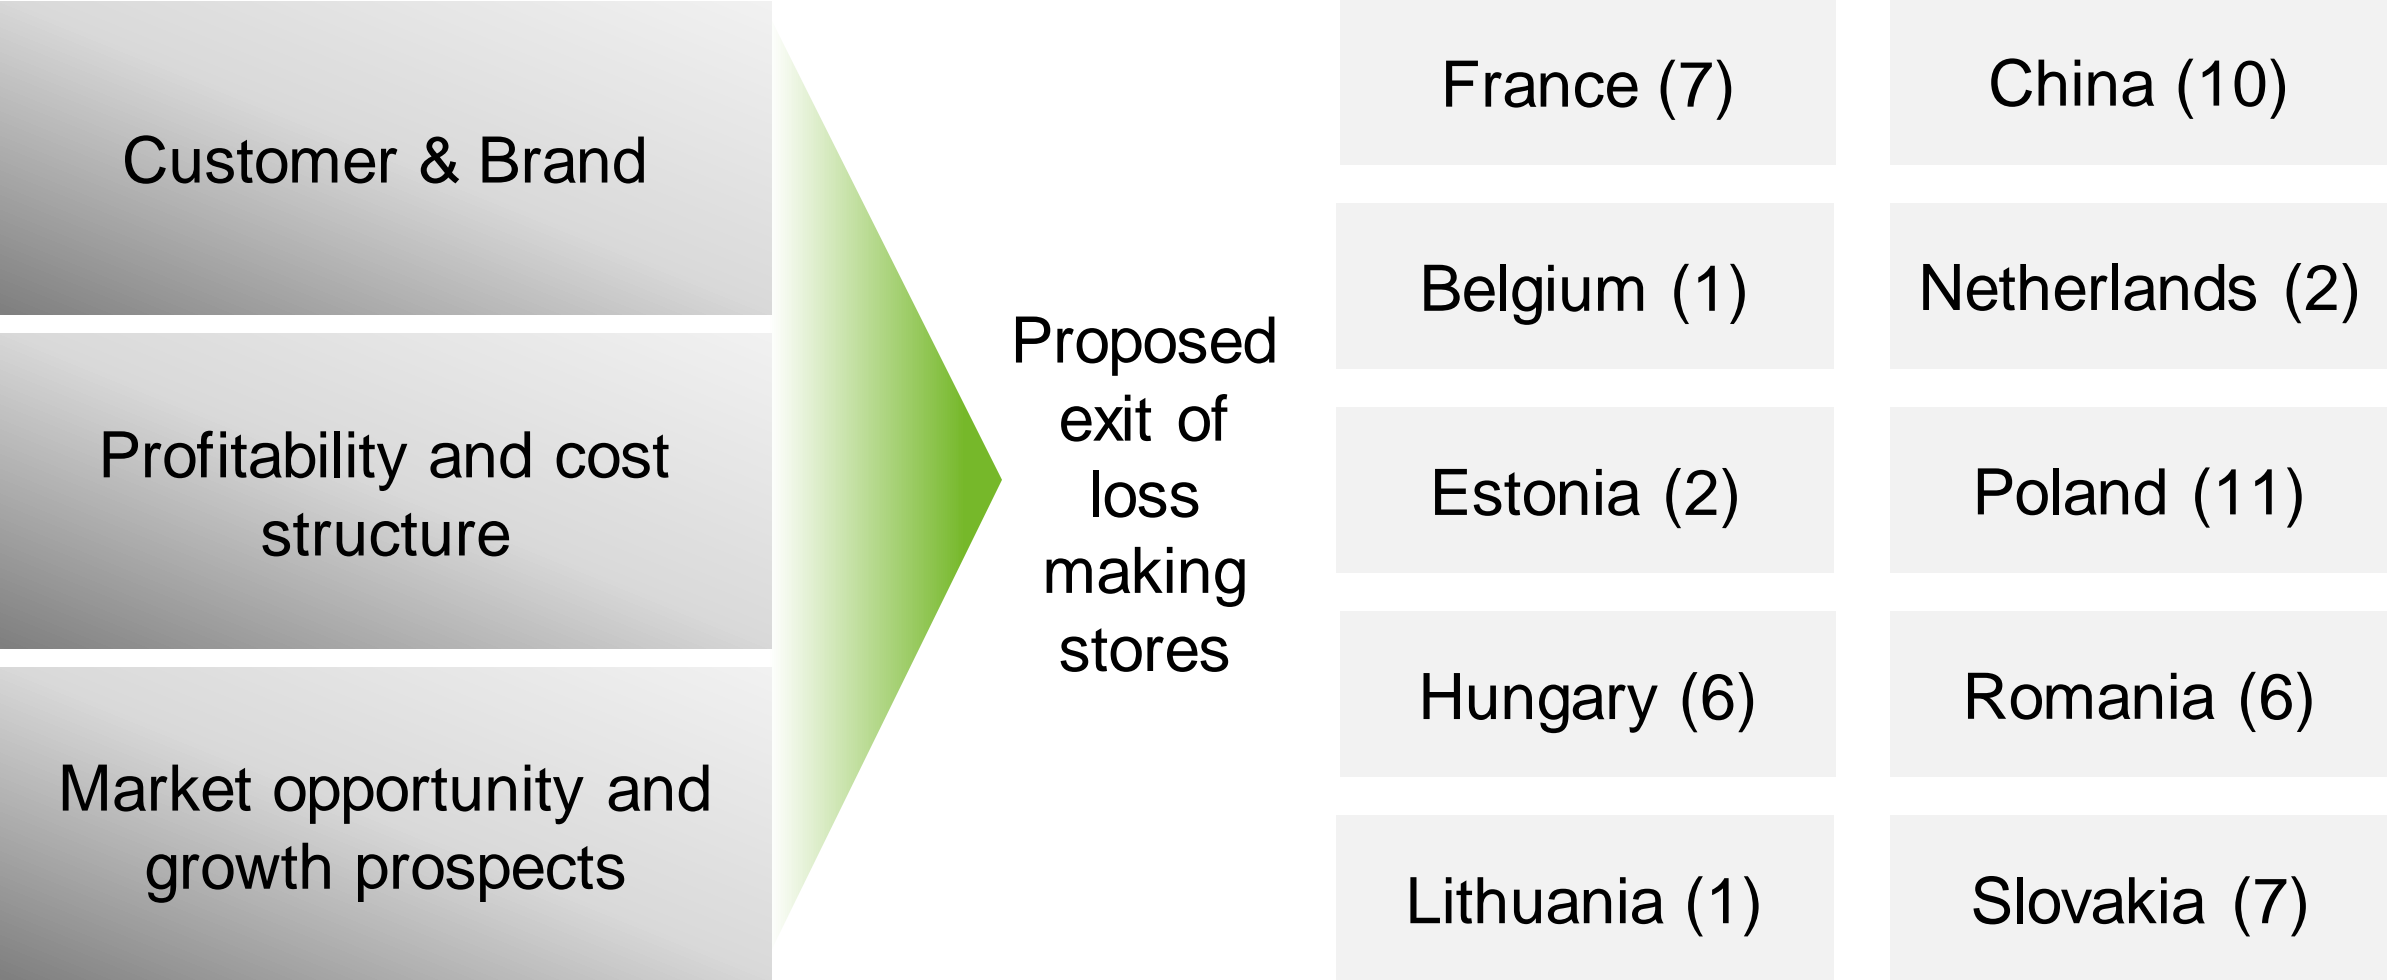 Customer & Brand
Profitability and cost
structure
Market opportunity and
growth prospects
Proposed
exit of
loss
making
stores
France (7)
China (10)
Belgium (1)
Netherlands (2)
Estonia (2)
Poland (11)
Hungary (6)
Romania (6)
Lithuania (1)
Slovakia (7)